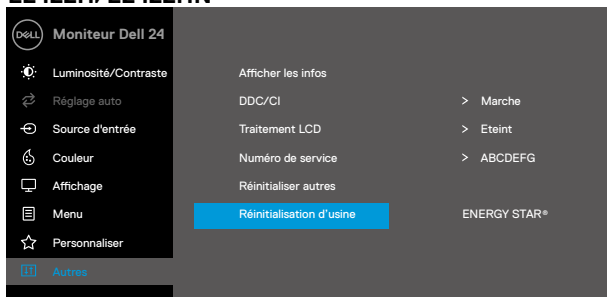 DELL Moniteur Dell 24
Luminosité/Contraste Afficher les infos
Réglage auto DDC/CI > Marche
Source d'entrée Traitement LCD > Eteint
Couleur Numéro de service > ABCDEFG
Affichage Réinitialiser autres
Menu Réinitialisation d’usine ENERGY STAR®
Personnaliser
Autres